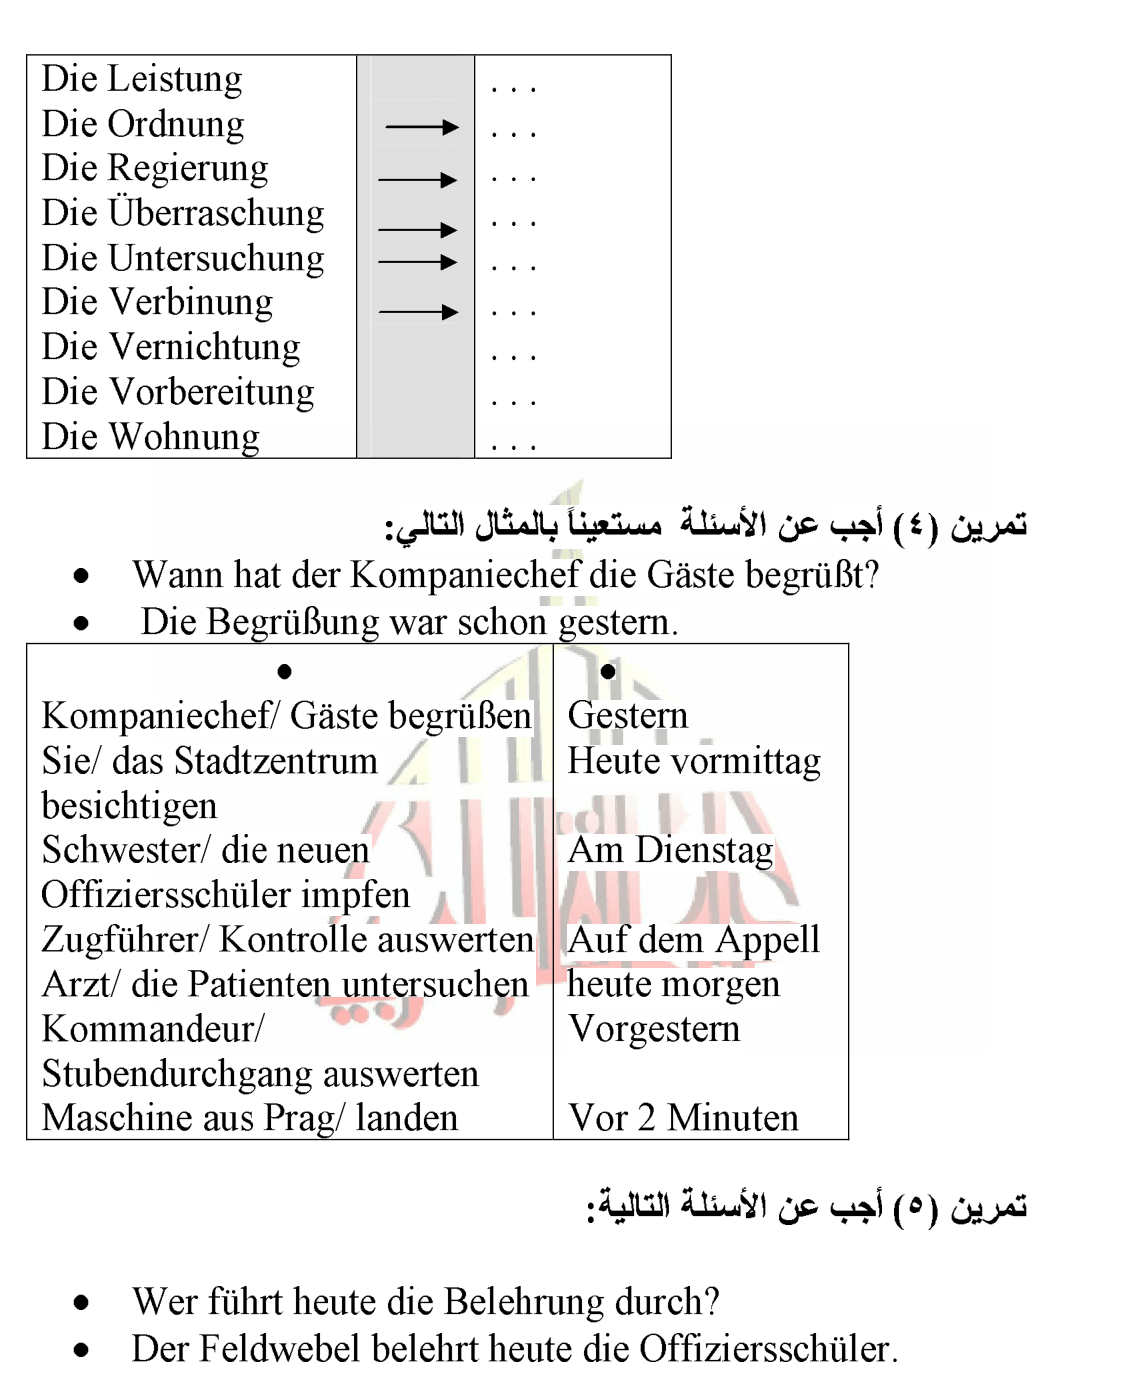 Die Leistung . . .
Die Ordnung . . .
Die Regierung . . .
Die Überraschung . . .
Die Untersuchung . . .
Die Verbinung . . .
Die Vernichtung . . .
Die Vorbereitung . . .
Die Wohnung . . .
تمرين (٤) أجب عن الأسئلة مستعيناً بالمثال التالي:
• Wann hat der Kompaniechef die Gäste begrüßt?
• Die Begrüßung war schon gestern.
• •
Kompaniechef/ Gäste begrüßen Gestern
Sie/ das Stadtzentrum Heute vormittag
besichtigen
Schwester/ die neuen Am Dienstag
Offiziersschüler impfen
Zugführer/ Kontrolle auswerten Auf dem Appell
Arzt/ die Patienten untersuchen heute morgen
Kommandeur/ Vorgestern
Stubendurchgang auswerten
Maschine aus Prag/ landen Vor 2 Minuten
تمرين (٥) أجب عن الأسئلة التالية:
• Wer führt heute die Belehrung durch?
• Der Feldwebel belehrt heute die Offiziersschüler.